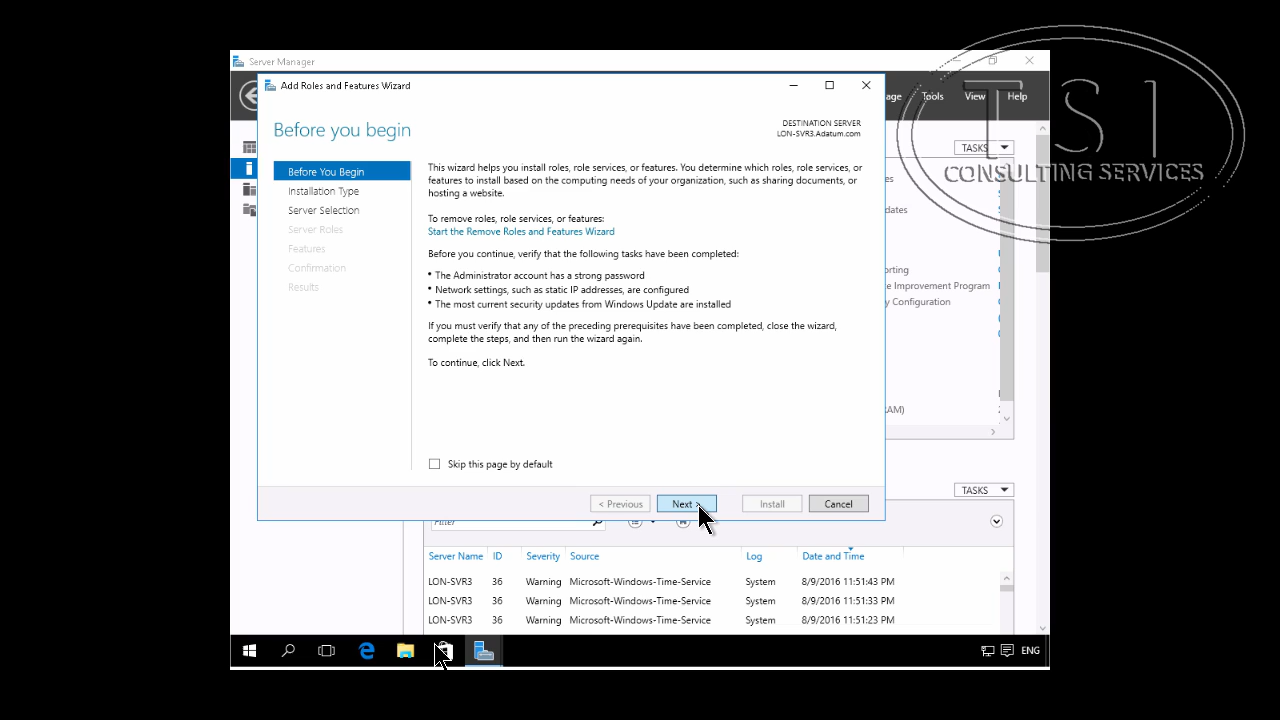 Server Manager
Add Roles and Features Wizard
age Tools View Help
TSI
CONSULTING SERVICES
Before you begin
DESTINATION SERVER
LON-SVR3.Adatum.com
TASKS
Before You Begin
Installation Type
Server Selection
Server Roles
Features
Confirmation
Results
This wizard helps you install roles, role services, or features. You determine which roles, role services, or
features to install based on the computing needs of your organization, such as sharing documents, or
hosting a website.
To remove roles, role services, or features:
Start the Remove Roles and Features Wizard
Before you continue, verify that the following tasks have been completed:
• The Administrator account has a strong password
• Network settings, such as static IP addresses, are configured
• The most current security updates from Windows Update are installed
If you must verify that any of the preceding prerequisites have been completed, close the wizard,
complete the steps, and then run the wizard again.
To continue, click Next.
Skip this page by default
< Previous Next > Install Cancel
es
dates
orting
e Improvement Program
y Configuration
AM)
TASKS
Filter
Server Name ID Severity Source Log Date and Time
LON-SVR3 36 Warning Microsoft-Windows-Time-Service System 8/9/2016 11:51:43 PM
LON-SVR3 36 Warning Microsoft-Windows-Time-Service System 8/9/2016 11:51:33 PM
LON-SVR3 36 Warning Microsoft-Windows-Time-Service System 8/9/2016 11:51:23 PM
ENG